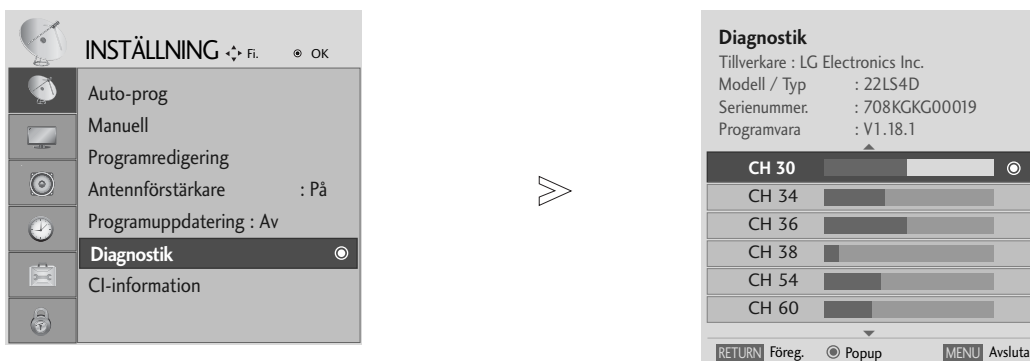 INSTÄLLNING Fi. OK
Auto-prog
Manuell
Programredigering
Antennförstärkare : På
Programuppdatering : Av
Diagnostik
CI-information
Diagnostik
Tillverkare : LG Electronics Inc.
Modell / Typ : 22LS4D
Serienummer. : 708KGKG00019
Programvara : V1.18.1
CH 30
CH 34
CH 36
CH 38
CH 54
CH 60
RETURN Föreg. Popup MENU Avsluta